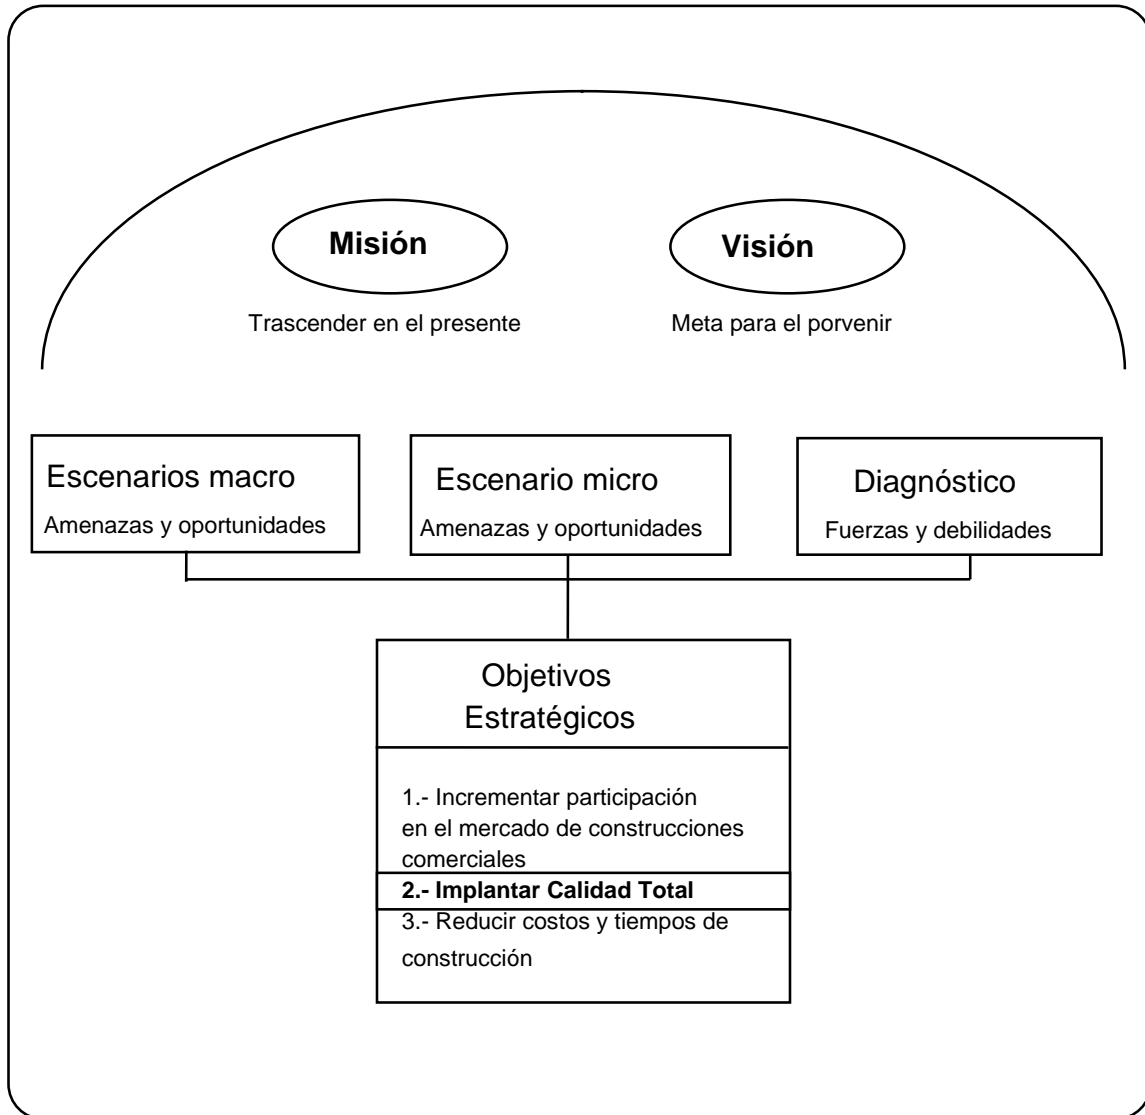 Misión
Visión
Trascender en el presente
Meta para el porvenir
Escenarios macro
Amenazas y oportunidades
Escenario micro
Amenazas y oportunidades
Diagnóstico
Fuerzas y debilidades
Objetivos
Estratégicos
1.- Incrementar participación
en el mercado de construcciones
comerciales
2.- Implantar Calidad Total
3.- Reducir costos y tiempos de
construcción